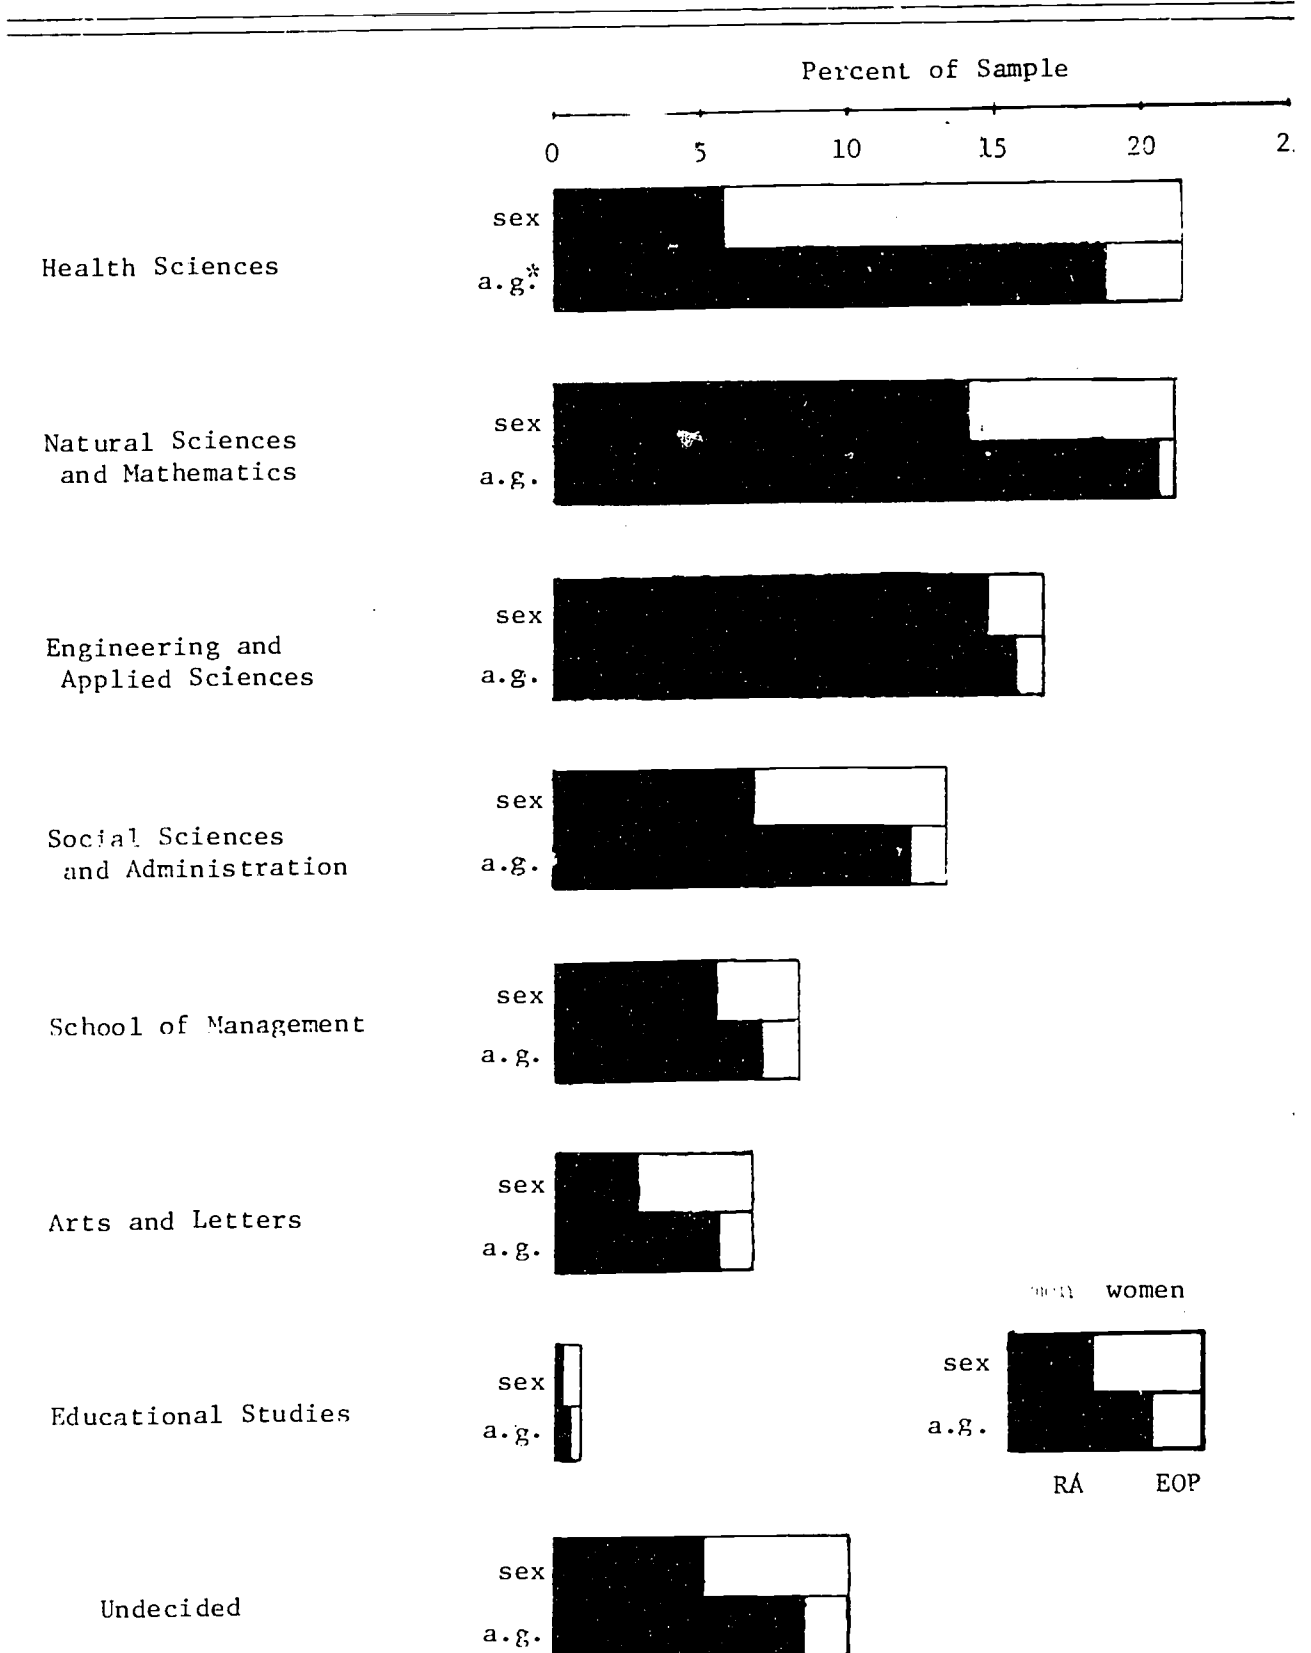 Percent of Sample
0 5 10 15 20 2
Health Sciences
sex
a.g.*
Natural Sciences
and Mathematics
sex
a.g.
Engineering and
Applied Sciences
sex
a.g.
Social Sciences
and Administration
sex
a.g.
School of Management
sex
a.g.
Arts and Letters
sex
a.g.
Educational Studies
sex
a.g.
men women
sex
a.g.
RA EOP
Undecided
sex
a.g.